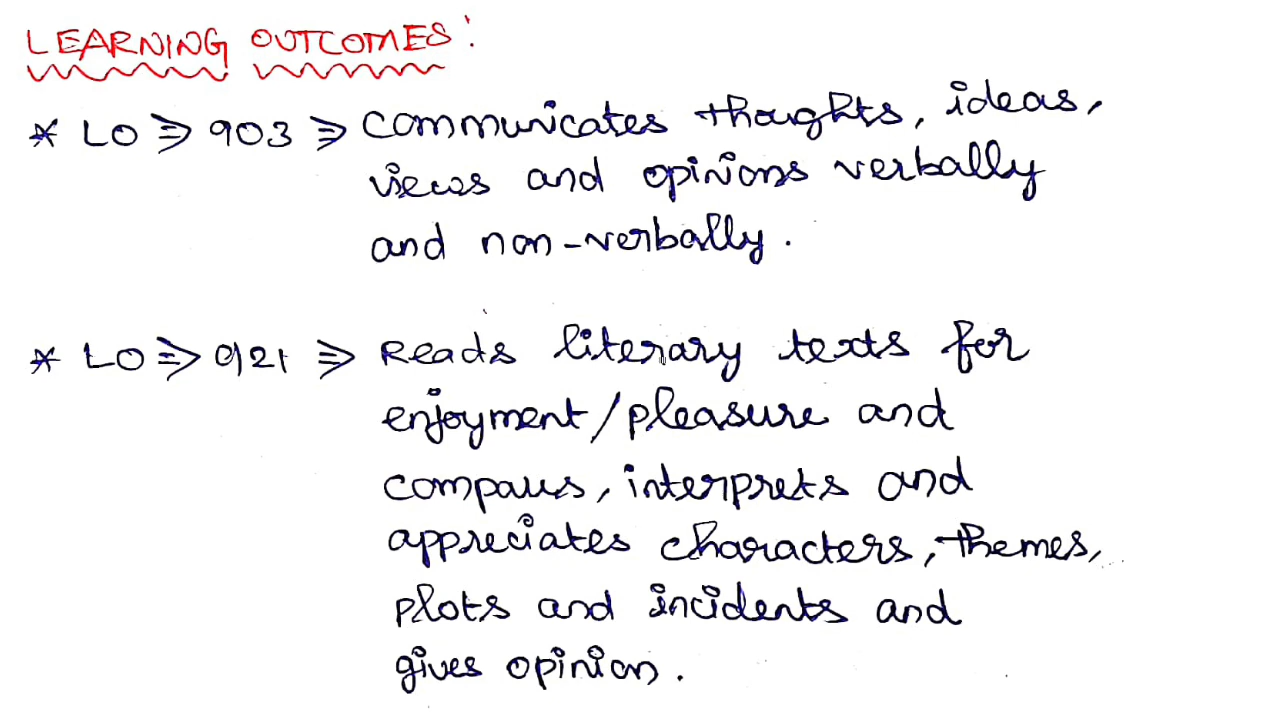 LEARNING OUTCOMES:
* LO ⇒ 903 ⇒ Communicates thoughts, ideas,
views and opinions verbally
and non-verbally.
* LO ⇒ 921 ⇒ Reads literary texts for
enjoyment/pleasure and
compares, interprets and
appreciates characters, themes,
plots and incidents and
gives opinion.